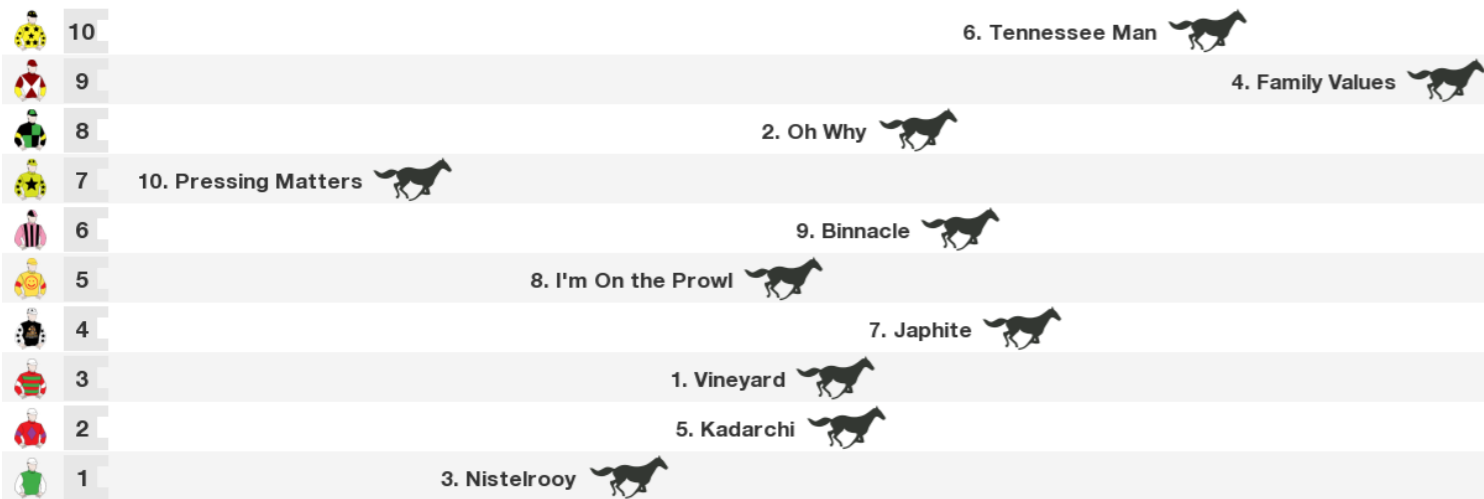 10 6. Tennessee Man
9 4. Family Values
8 2. Oh Why
7 10. Pressing Matters
6 9. Binnacle
5 8. I'm On the Prowl
4 7. Japhite
3 1. Vineyard
2 5. Kadarchi
1 3. Nistelrooy